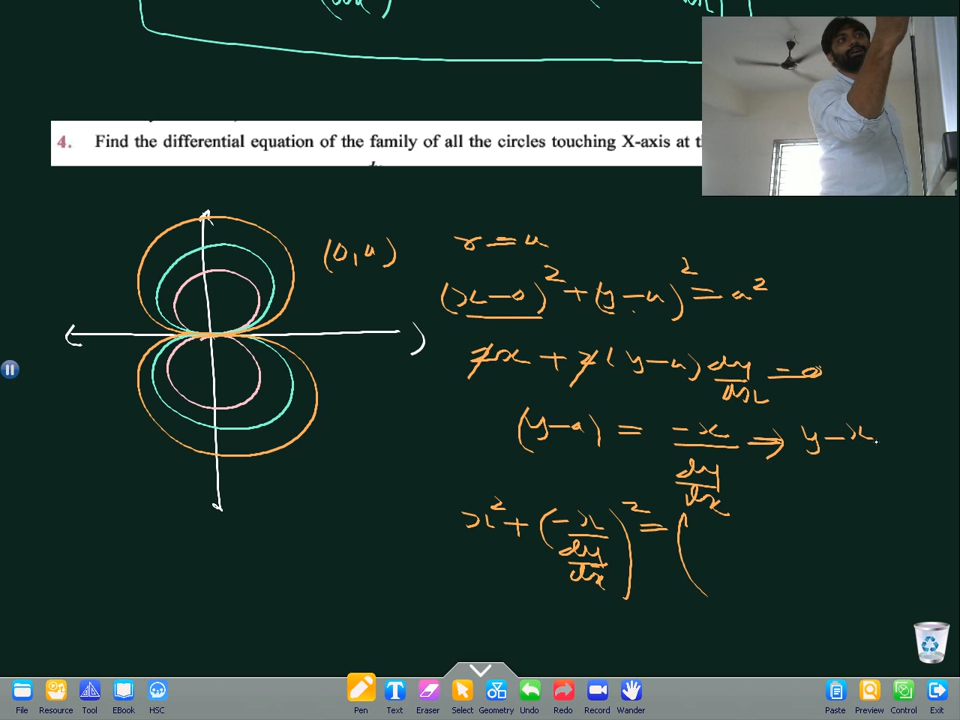 4. Find the differential equation of the family of all the circles touching X-axis at t
(0, a)
r = a
(x-0)² + (y-a)² = a²
2x + 2(y-a) dy/dx = 0
(y-a) = -x/(dy/dx) ⇒ y-x
x² + (-x/(dy/dx))² = (
File
Resource
Tool
EBook
HSC
Pen
Text
Eraser
Select
Geometry
Undo
Redo
Record
Wander
Paste
Preview
Control
Exit